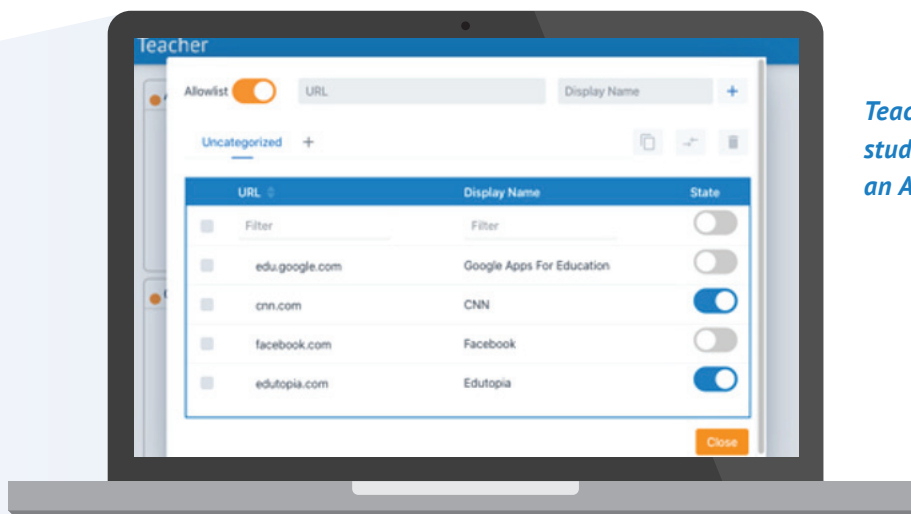 Teacher
Allowlist URL Display Name +
Uncategorized +
URL Display Name State
Filter Filter
edu.google.com Google Apps For Education
cnn.com CNN
facebook.com Facebook
edutopia.com Edutopia
Close
Teac
stud
an A